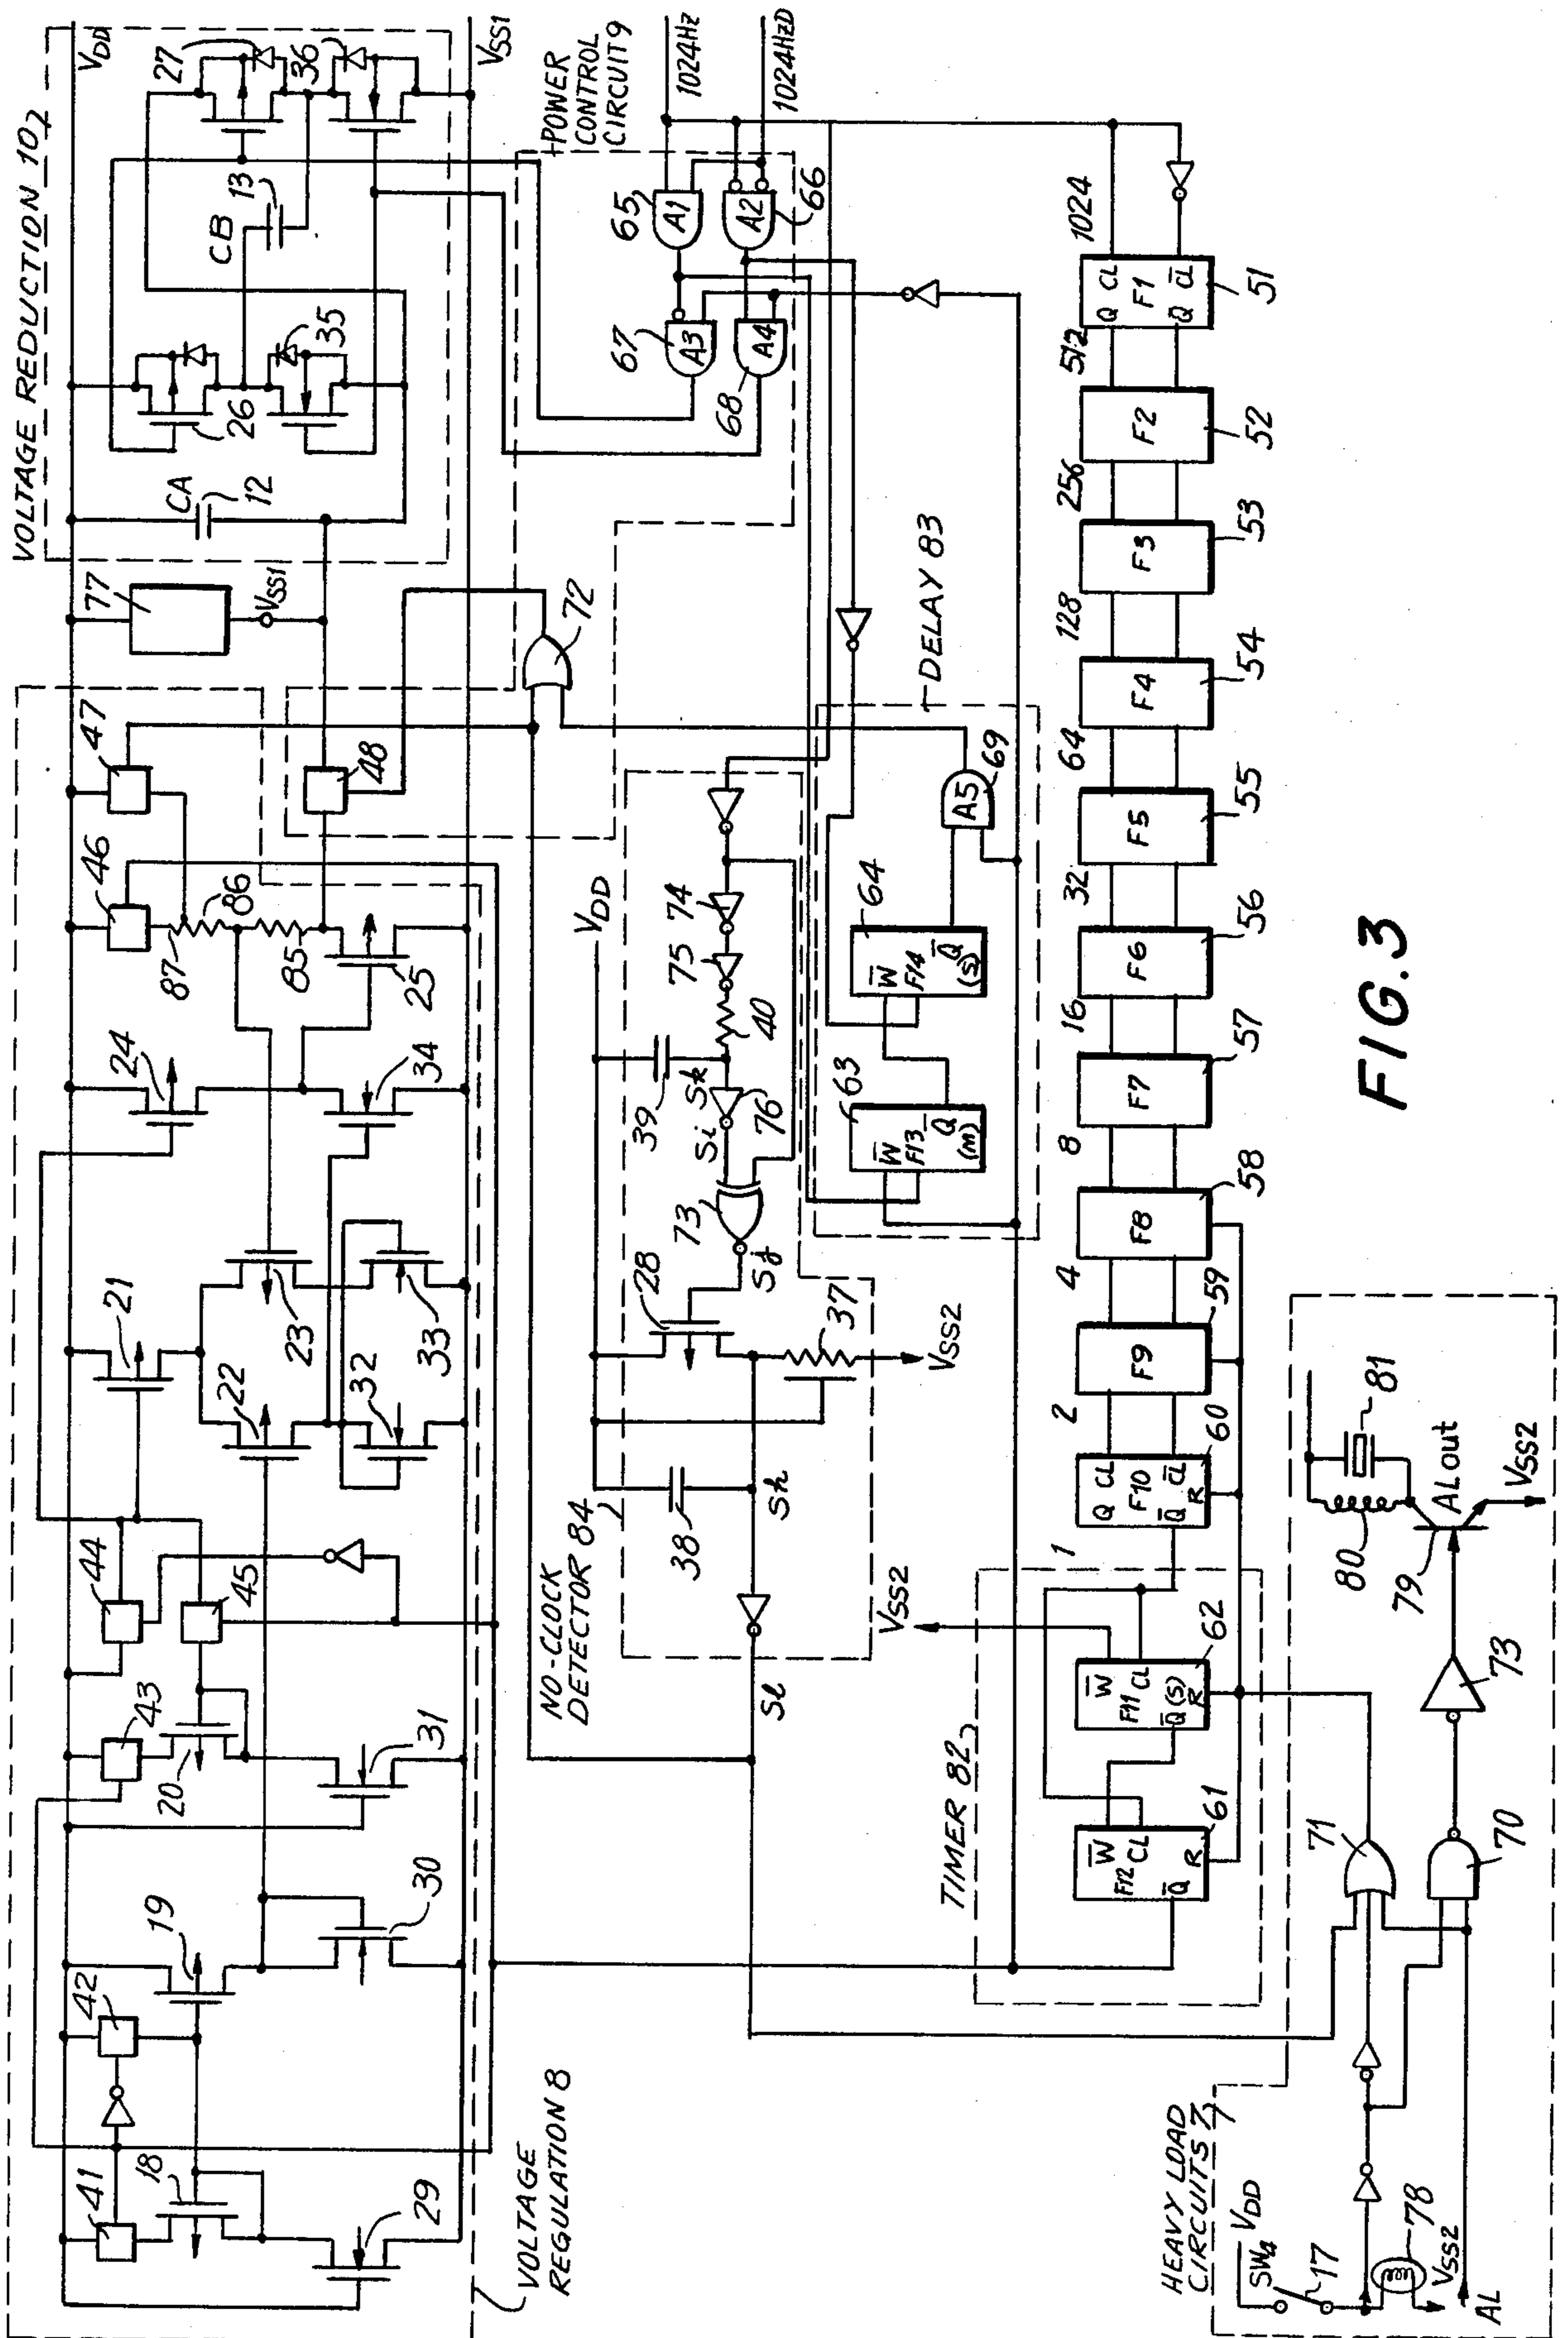 VOLTAGE REDUCTION 10
VDD
27
36
VSS1
CB
13
35
26
CA
12
77
VSS1
47
46
48
86
87
85
25
24
34
21
22
23
32
33
44
45
43
20
31
19
30
42
41
18
29
VOLTAGE
REGULATION 8
POWER
CONTROL
CIRCUIT 9
1024Hz
1024HzD
65
A1
A2
66
67
A3
A4
68
72
DELAY 83
A5
69
64
W̅
F14
Q̅
(S)
63
W̅
F13
Q̅
(M)
NO-CLOCK
DETECTOR 84
VDD
74
75
40
39
Sk
Si
76
73
Sj
28
37
VSS2
38
Sh
Sl
1024
Q CL
F1
Q C̅L̅
51
512
F2
52
256
F3
53
128
F4
54
64
F5
55
32
F6
56
16
F7
57
8
F8
58
4
F9
59
2
Q CL
F10
Q̅ C̅L̅
R
60
1
TIMER 82
VSS2
W̅
F11 CL
Q̅(S)
R
62
W̅
F12 CL
Q̅
R
61
HEAVY LOAD
CIRCUITS 7
SWa
VDD
17
78
VSS2
AL
71
70
73
79
80
81
ALout
VSS2
FIG.3